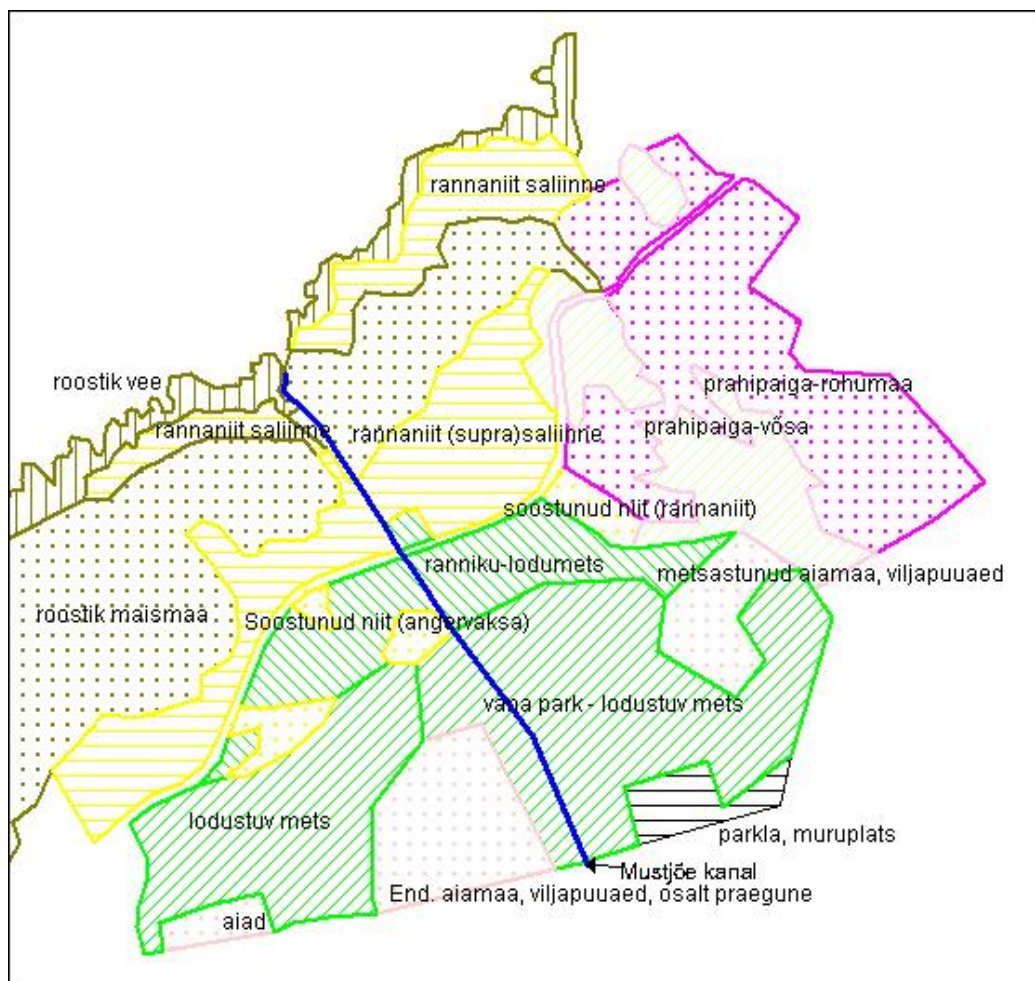 rannaniit saliinne
roostik vee
prahipaiga-rohumaa
rannaniit saliinne
rannaniit (supra)saliinne
prahipaiga-võsa
soostunud niit (rannaniit)
ranniku-lodumets
metsastunud aiamaa, viljapuuaed
roostik maismaa
Soostunud niit (angervaksa)
vana park - lodustuv mets
lodustuv mets
parkla, muruplats
Mustjõe kanal
End. aiamaa, viljapuuaed, osalt praegune
aiad